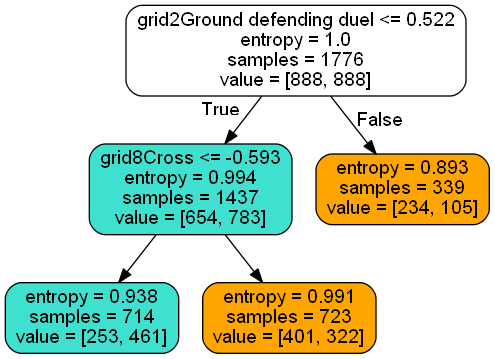 grid2Ground defending duel <= 0.522
entropy = 1.0
samples = 1776
value = [888, 888]
True
False
grid8Cross <= -0.593
entropy = 0.994
samples = 1437
value = [654, 783]
entropy = 0.893
samples = 339
value = [234, 105]
entropy = 0.938
samples = 714
value = [253, 461]
entropy = 0.991
samples = 723
value = [401, 322]